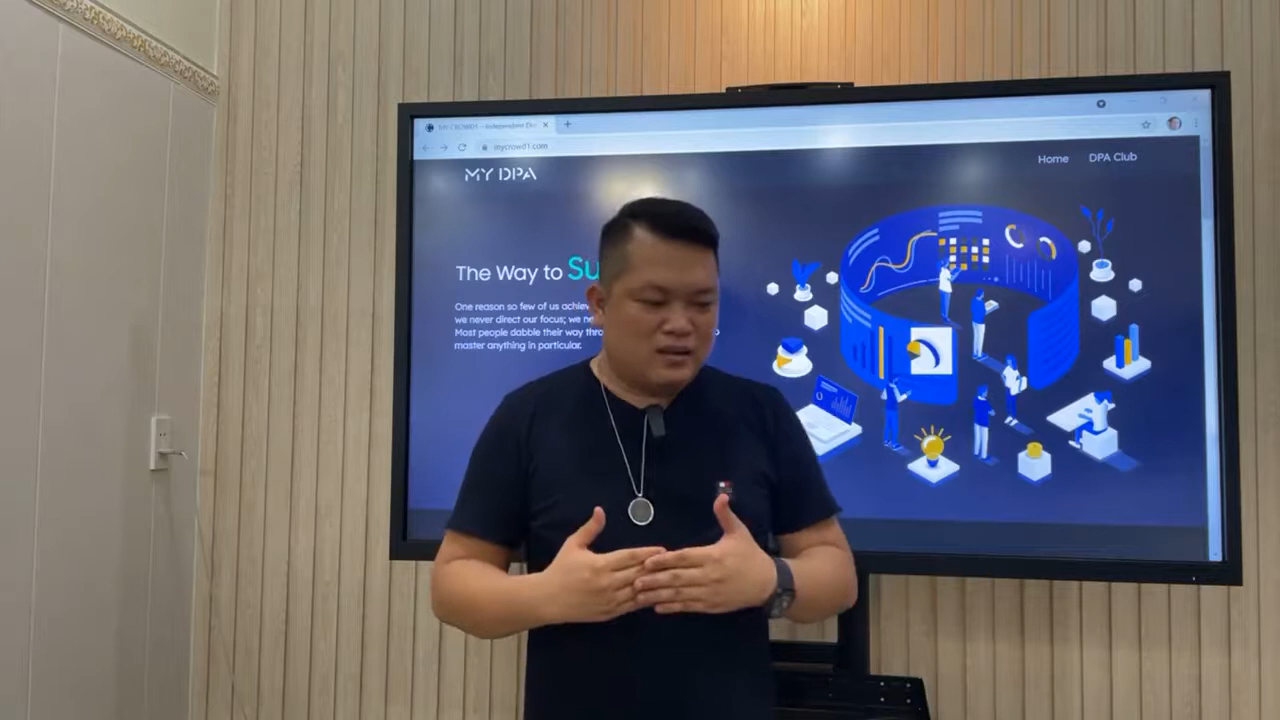 mycrowd1.com
Home DPA Club
MY DPA
The Way to Su
One reason so few of us achiev
we never direct our focus; we ne
Most people dabble their way thro
master anything in particular.